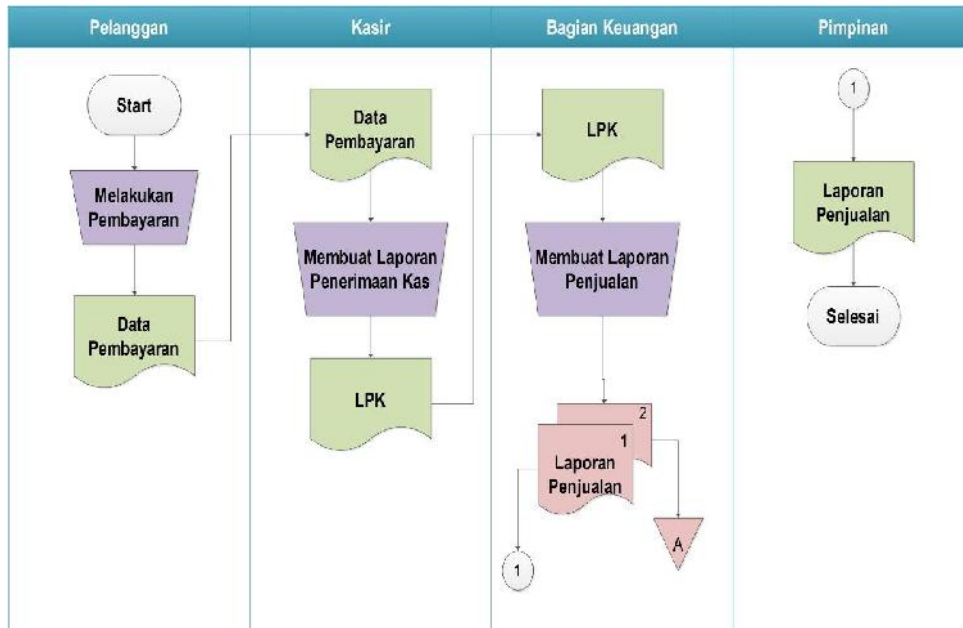 Pelanggan
Kasir
Bagian Keuangan
Pimpinan
Start
Melakukan
Pembayaran
Data
Pembayaran
Data
Pembayaran
Membuat Laporan
Penerimaan Kas
LPK
LPK
Membuat Laporan
Penjualan
2
1
Laporan
Penjualan
1
A
1
Laporan
Penjualan
Selesai